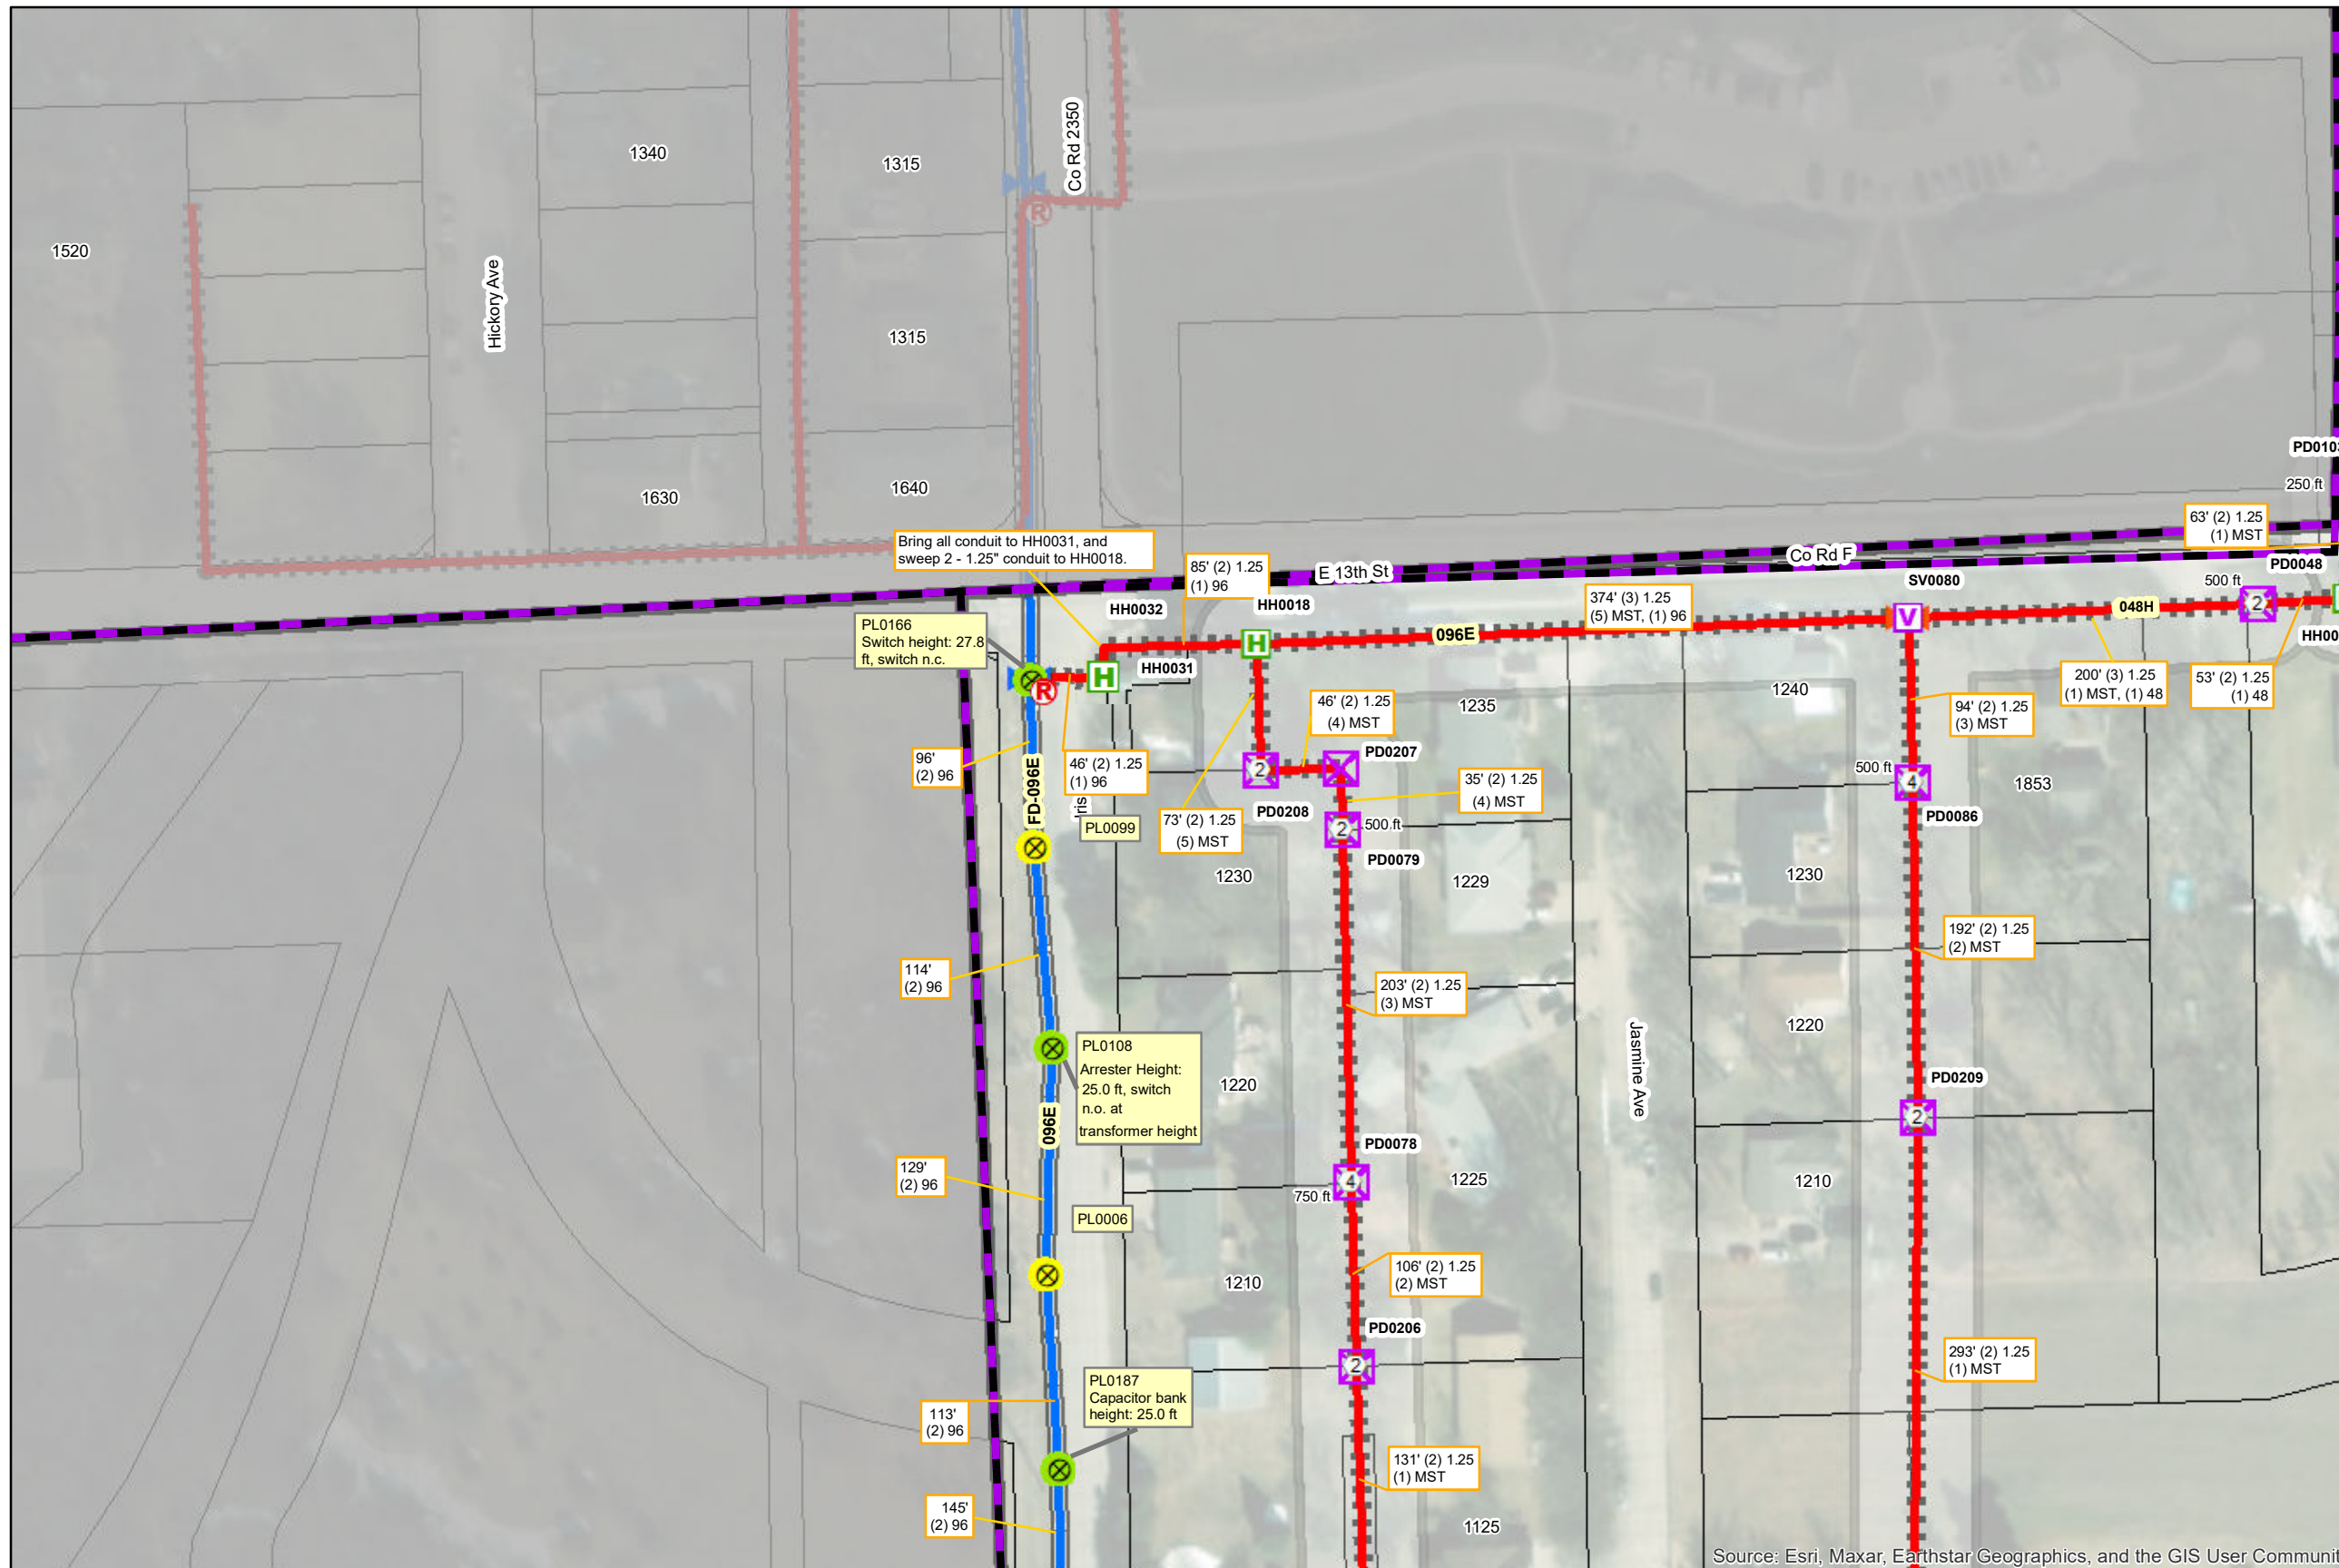 Co Rd 2350
1340
1315
1520
Hickory Ave
1315
1630
1640
PD0103
250 ft
63' (2) 1.25
(1) MST
Bring all conduit to HH0031, and
sweep 2 - 1.25" conduit to HH0018.
85' (2) 1.25
(1) 96
E 13th St
Co Rd F
PD0048
500 ft
SV0080
HH0032
HH0018
374' (3) 1.25
(5) MST, (1) 96
096E
048H
2
HH00
PL0166
Switch height: 27.8
ft, switch n.c.
H
V
HH0031
H
R
R
200' (3) 1.25
(1) MST, (1) 48
53' (2) 1.25
(1) 48
1240
1235
46' (2) 1.25
(4) MST
94' (2) 1.25
(3) MST
96'
(2) 96
FD-096E
46' (2) 1.25
(1) 96
2
PD0207
35' (2) 1.25
(4) MST
500 ft
4
1853
PD0208
PL0099
73' (2) 1.25
(5) MST
2
500 ft
PD0086
PD0079
1230
1229
1230
192' (2) 1.25
(2) MST
114'
(2) 96
203' (2) 1.25
(3) MST
1220
Jasmine Ave
PL0108
Arrester Height:
25.0 ft, switch
n.o. at
transformer height
1220
096E
PD0209
2
PD0078
4
750 ft
1225
1210
129'
(2) 96
PL0006
106' (2) 1.25
(2) MST
1210
PD0206
2
293' (2) 1.25
(1) MST
PL0187
Capacitor bank
height: 25.0 ft
113'
(2) 96
131' (2) 1.25
(1) MST
145'
(2) 96
1125
Source: Esri, Maxar, Earthstar Geographics, and the GIS User Communit